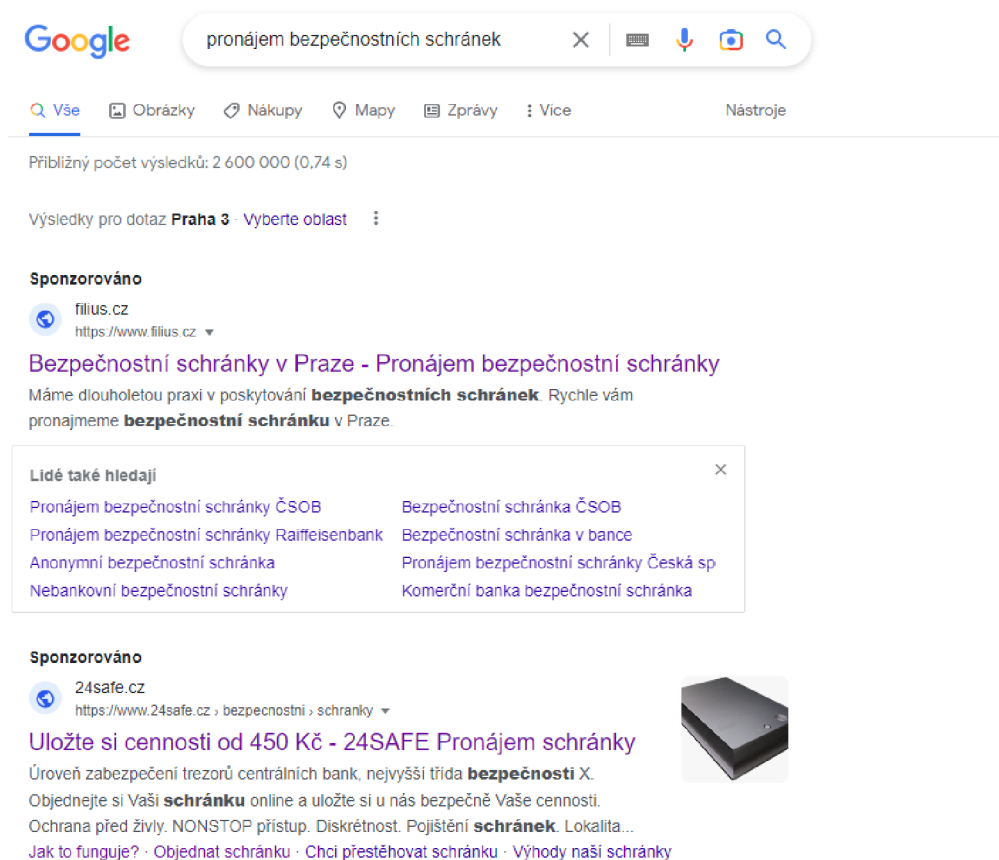 Google
pronájem bezpečnostních schránek
Vše Obrázky Nákupy Mapy Zprávy Více Nástroje
Přibližný počet výsledků: 2 600 000 (0,74 s)
Výsledky pro dotaz Praha 3 · Vyberte oblast
Sponzorováno
filius.cz
https://www.filius.cz
Bezpečnostní schránky v Praze - Pronájem bezpečnostní schránky
Máme dlouholetou praxi v poskytování bezpečnostních schránek. Rychle vám
pronajmeme bezpečnostní schránku v Praze.
Lidé také hledají
Pronájem bezpečnostní schránky ČSOB
Pronájem bezpečnostní schránky Raiffeisenbank
Anonymní bezpečnostní schránka
Nebankovní bezpečnostní schránky
Bezpečnostní schránka ČSOB
Bezpečnostní schránka v bance
Pronájem bezpečnostní schránky Česká sp
Komerční banka bezpečnostní schránka
Sponzorováno
24safe.cz
https://www.24safe.cz › bezpecnostni › schranky
Uložte si cennosti od 450 Kč - 24SAFE Pronájem schránky
Úroveň zabezpečení trezorů centrálních bank, nejvyšší třída bezpečnosti X.
Objednejte si Vaši schránku online a uložte si u nás bezpečně Vaše cennosti.
Ochrana před živly. NONSTOP přístup. Diskrétnost. Pojištění schránek. Lokalita...
Jak to funguje? · Objednat schránku · Chci přestěhovat schránku · Výhody naší schránky